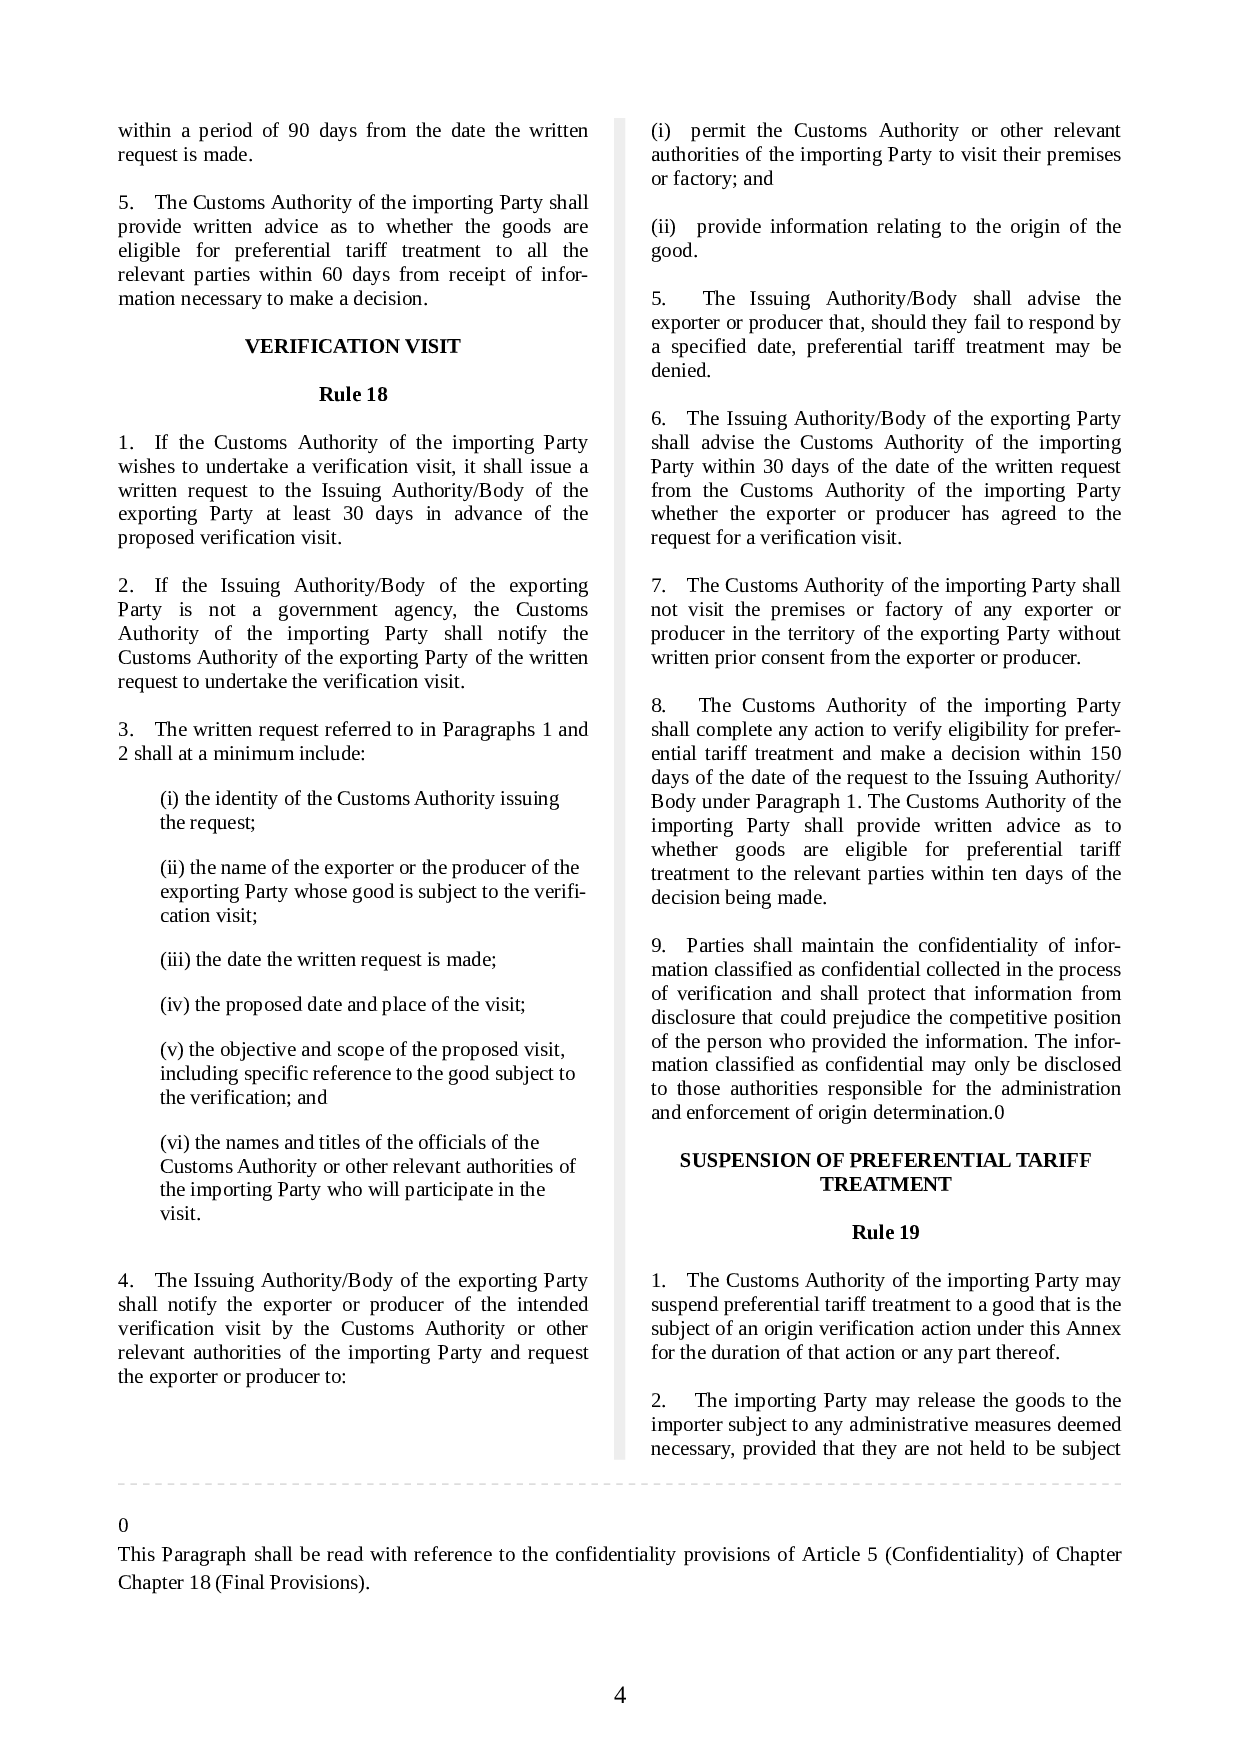 within a period of 90 days from the date the written
request is made.
5. The Customs Authority of the importing Party shall
provide written advice as to whether the goods are
eligible for preferential tariff treatment to all the
relevant parties within 60 days from receipt of infor-
mation necessary to make a decision.
VERIFICATION VISIT
Rule 18
1. If the Customs Authority of the importing Party
wishes to undertake a verification visit, it shall issue a
written request to the Issuing Authority/Body of the
exporting Party at least 30 days in advance of the
proposed verification visit.
2. If the Issuing Authority/Body of the exporting
Party is not a government agency, the Customs
Authority of the importing Party shall notify the
Customs Authority of the exporting Party of the written
request to undertake the verification visit.
3. The written request referred to in Paragraphs 1 and
2 shall at a minimum include:
(i) the identity of the Customs Authority issuing
the request;
(ii) the name of the exporter or the producer of the
exporting Party whose good is subject to the verifi-
cation visit;
(iii) the date the written request is made;
(iv) the proposed date and place of the visit;
(v) the objective and scope of the proposed visit,
including specific reference to the good subject to
the verification; and
(vi) the names and titles of the officials of the
Customs Authority or other relevant authorities of
the importing Party who will participate in the
visit.
4. The Issuing Authority/Body of the exporting Party
shall notify the exporter or producer of the intended
verification visit by the Customs Authority or other
relevant authorities of the importing Party and request
the exporter or producer to:
(i) permit the Customs Authority or other relevant
authorities of the importing Party to visit their premises
or factory; and
(ii) provide information relating to the origin of the
good.
5. The Issuing Authority/Body shall advise the
exporter or producer that, should they fail to respond by
a specified date, preferential tariff treatment may be
denied.
6. The Issuing Authority/Body of the exporting Party
shall advise the Customs Authority of the importing
Party within 30 days of the date of the written request
from the Customs Authority of the importing Party
whether the exporter or producer has agreed to the
request for a verification visit.
7. The Customs Authority of the importing Party shall
not visit the premises or factory of any exporter or
producer in the territory of the exporting Party without
written prior consent from the exporter or producer.
8. The Customs Authority of the importing Party
shall complete any action to verify eligibility for prefer-
ential tariff treatment and make a decision within 150
days of the date of the request to the Issuing Authority/
Body under Paragraph 1. The Customs Authority of the
importing Party shall provide written advice as to
whether goods are eligible for preferential tariff
treatment to the relevant parties within ten days of the
decision being made.
9. Parties shall maintain the confidentiality of infor-
mation classified as confidential collected in the process
of verification and shall protect that information from
disclosure that could prejudice the competitive position
of the person who provided the information. The infor-
mation classified as confidential may only be disclosed
to those authorities responsible for the administration
and enforcement of origin determination.0
SUSPENSION OF PREFERENTIAL TARIFF
TREATMENT
Rule 19
1. The Customs Authority of the importing Party may
suspend preferential tariff treatment to a good that is the
subject of an origin verification action under this Annex
for the duration of that action or any part thereof.
2. The importing Party may release the goods to the
importer subject to any administrative measures deemed
necessary, provided that they are not held to be subject
0
This Paragraph shall be read with reference to the confidentiality provisions of Article 5 (Confidentiality) of Chapter
Chapter 18 (Final Provisions).
4